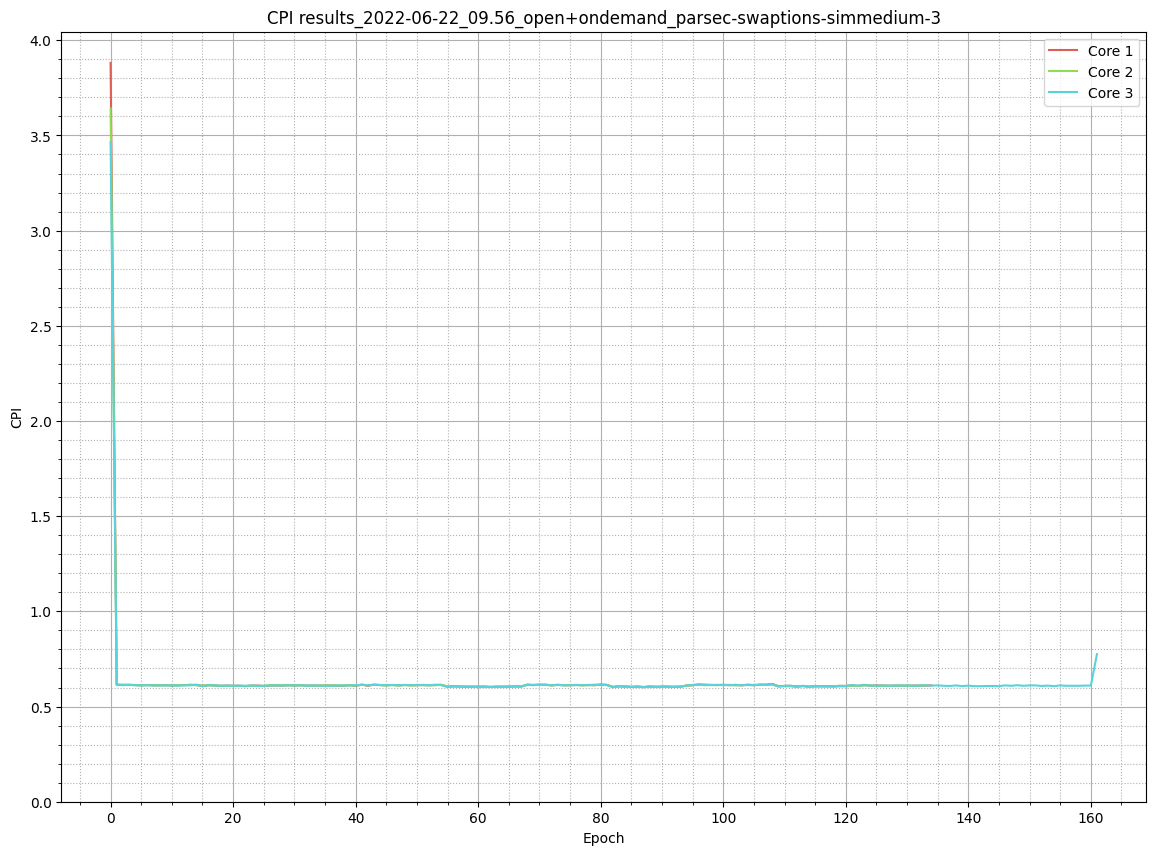 CPI results_2022-06-22_09.56_open+ondemand_parsec-swaptions-simmedium-3
4.0
3.5
3.0
2.5
2.0
1.5
1.0
0.5
0.0
CPI
Core 1
Core 2
Core 3
0 20 40 60 80 100 120 140 160
Epoch